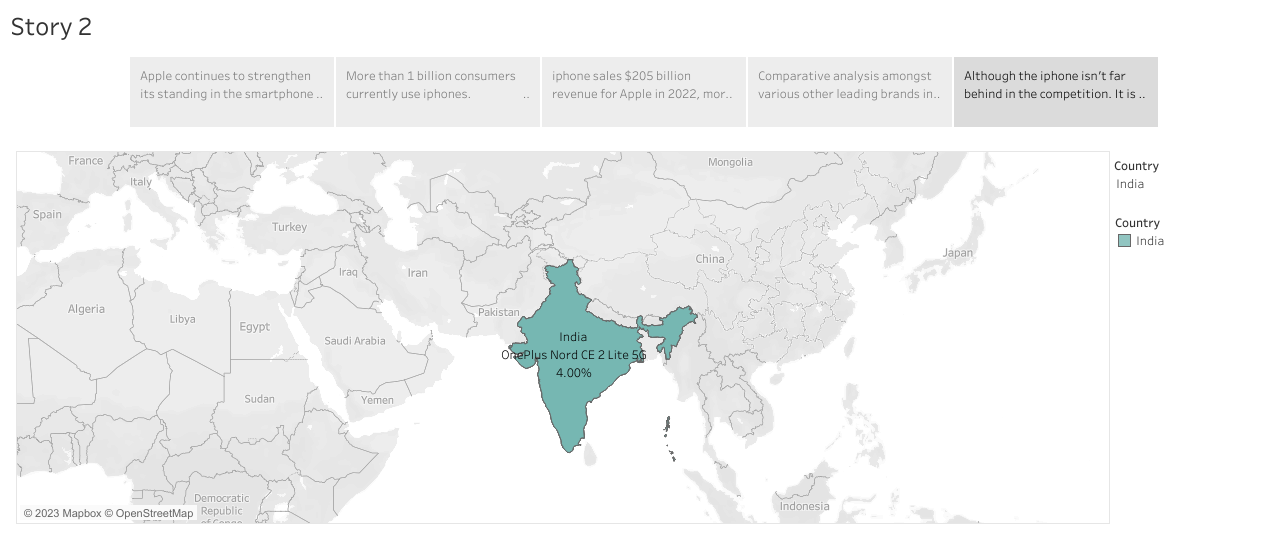 Story 2
Apple continues to strengthen
its standing in the smartphone ..
More than 1 billion consumers
currently use iphones. ..
iphone sales $205 billion
revenue for Apple in 2022, mor..
Comparative analysis amongst
various other leading brands in..
Although the iphone isn't far
behind in the competition. It is ..
France
Italy
Spain
Turkey
Mongolia
China
Japan
Iraq
Iran
Pakistan
Algeria
Libya
Egypt
Saudi Arabia
Sudan
Yemen
India
OnePlus Nord CE 2 Lite 5G
4.00%
Democratic
Republic
of Congo
Indonesia
© 2023 Mapbox © OpenStreetMap
Country
India
Country
India